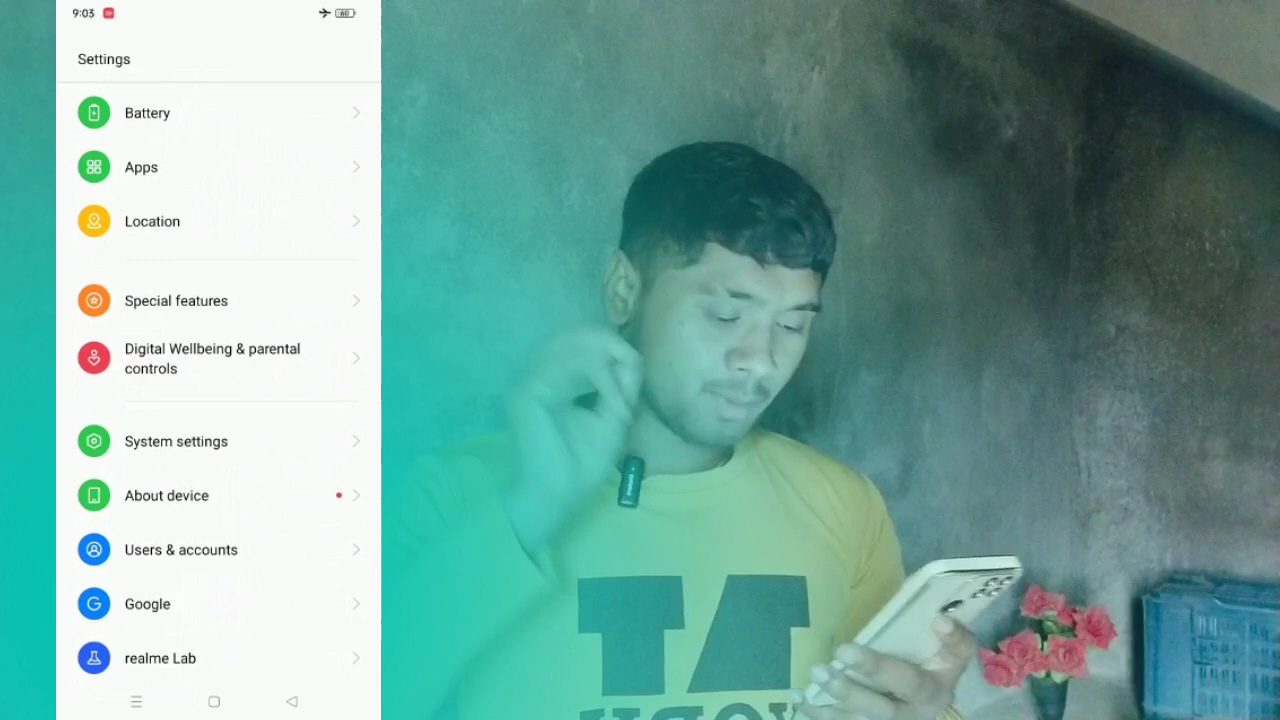 9:03
60
Settings
Battery
Apps
Location
Special features
Digital Wellbeing & parental
controls
System settings
About device
Users & accounts
Google
realme Lab